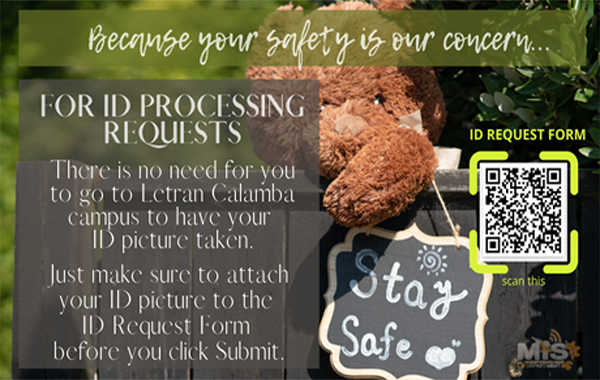 Because your safety is our concern...
FOR ID PROCESSING
REQUESTS
There is no need for you
to go to Letran Calamba
campus to have your
ID picture taken.
Just make sure to attach
your ID picture to the
ID Request Form
before you click Submit.
ID REQUEST FORM
scan this
Stay
Safe
MIS
DEPARTMENT